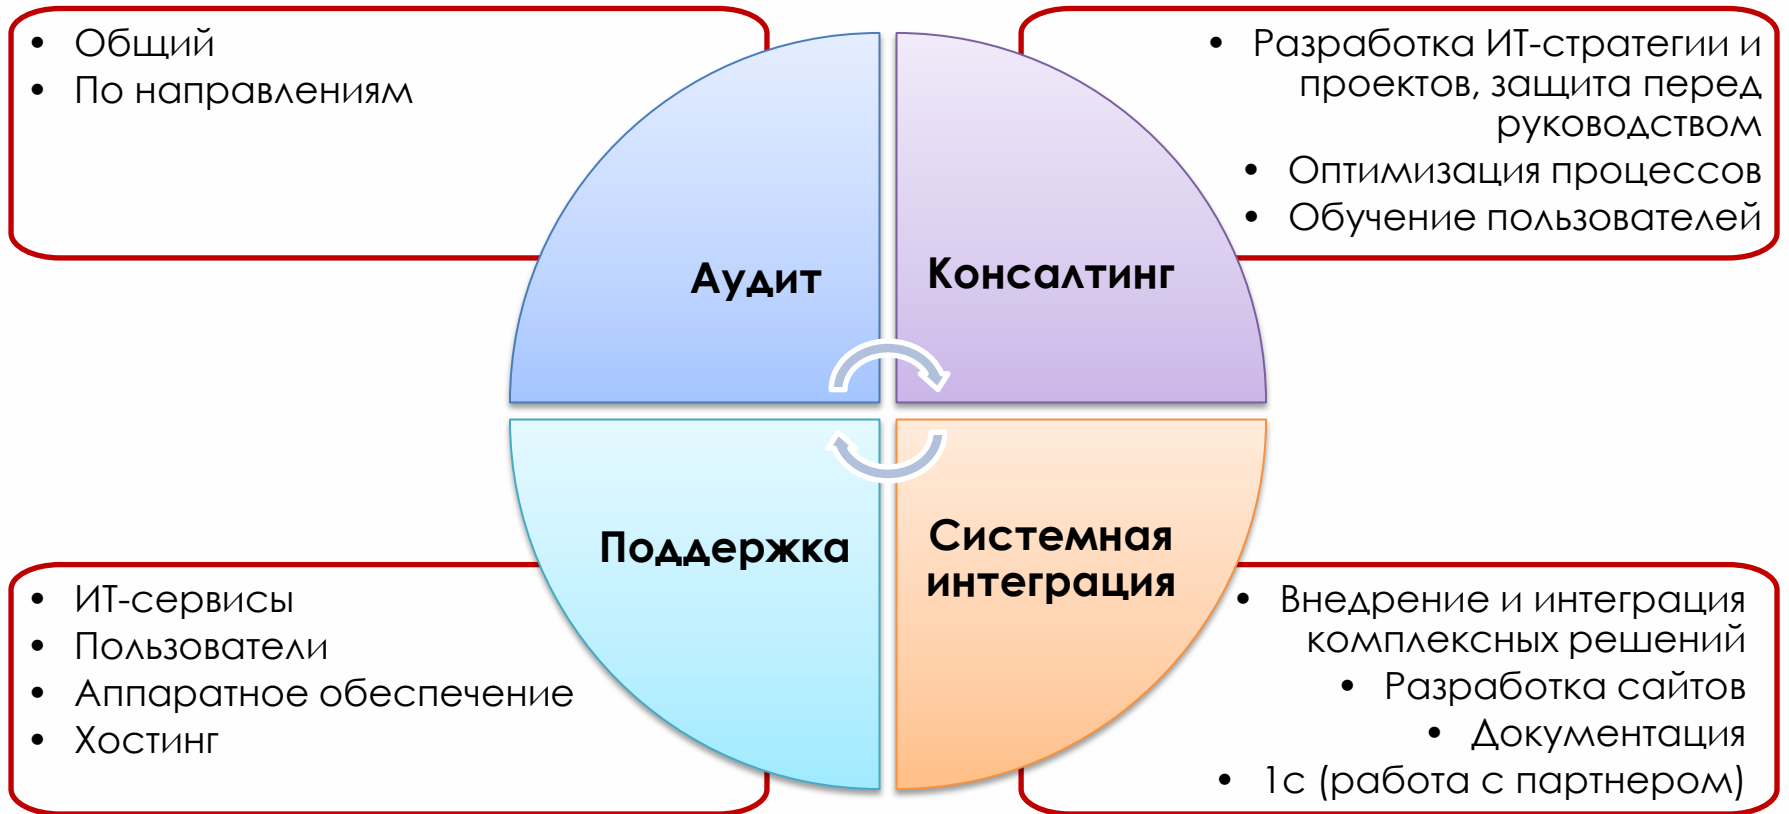 • Общий
• По направлениям
• Разработка ИТ-стратегии и
проектов, защита перед
руководством
• Оптимизация процессов
• Обучение пользователей
Аудит
Консалтинг
Поддержка
Системная
интеграция
• ИТ-сервисы
• Пользователи
• Аппаратное обеспечение
• Хостинг
• Внедрение и интеграция
комплексных решений
• Разработка сайтов
• Документация
• 1с (работа с партнером)